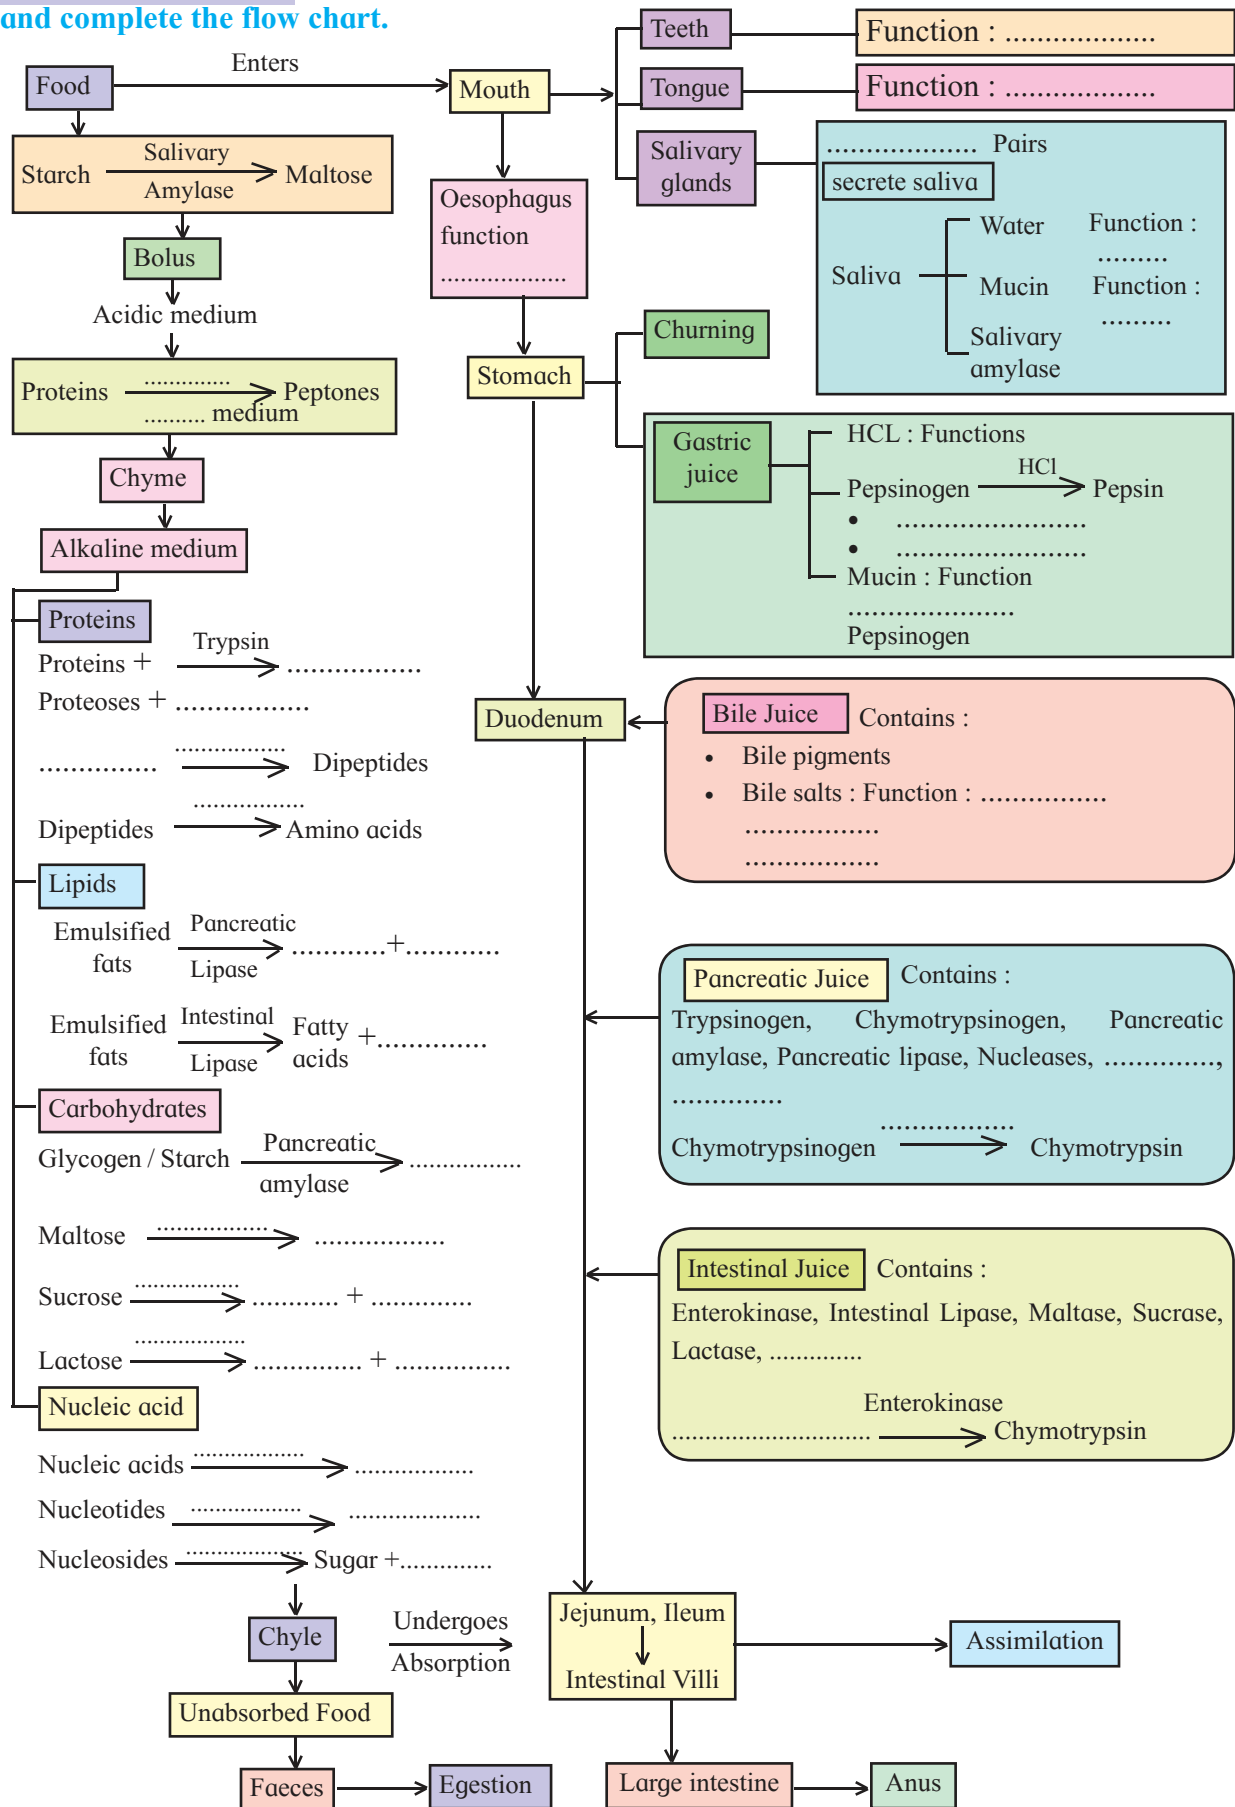 and complete the flow chart.
Food
Enters
Mouth
Teeth
Function : ...................
Tongue
Function : ...................
Salivary
glands
................... Pairs
secrete saliva
Saliva
Water
Function :
.........
Mucin
Function :
.........
Salivary
amylase
Starch
Salivary
Amylase
Maltose
Bolus
Acidic medium
Proteins
..............
.......... medium
Peptones
Chyme
Alkaline medium
Oesophagus
function
..................
Stomach
Churning
Gastric
juice
HCL : Functions
Pepsinogen
HCl
Pepsin
• ........................
• ........................
Mucin : Function
.....................
Pepsinogen
Proteins
Proteins +
Trypsin
.................
Proteoses + .................
...............
.................
Dipeptides
Dipeptides
.................
Amino acids
Lipids
Emulsified
fats
Pancreatic
Lipase
............+............
Emulsified
fats
Intestinal
Lipase
Fatty
acids
+..............
Carbohydrates
Glycogen / Starch
Pancreatic
amylase
.................
Maltose
.................
.................
Sucrose
.................
........... + .............
Lactose
.................
.............. + ...............
Nucleic acid
Nucleic acids
.................
...............
Nucleotides
.................
.................
Nucleosides
.................
Sugar +..............
Chyle
Undergoes
Absorption
Unabsorbed Food
Faeces
Egestion
Duodenum
Bile Juice
Contains :
• Bile pigments
• Bile salts : Function : ................
.................
.................
Pancreatic Juice
Contains :
Trypsinogen, Chymotrypsinogen, Pancreatic
amylase, Pancreatic lipase, Nucleases, ..............,
..............
Chymotrypsinogen
.................
Chymotrypsin
Intestinal Juice
Contains :
Enterokinase, Intestinal Lipase, Maltase, Sucrase,
Lactase, .............
.............................
Enterokinase
Chymotrypsin
Jejunum, Ileum
Intestinal Villi
Assimilation
Large intestine
Anus